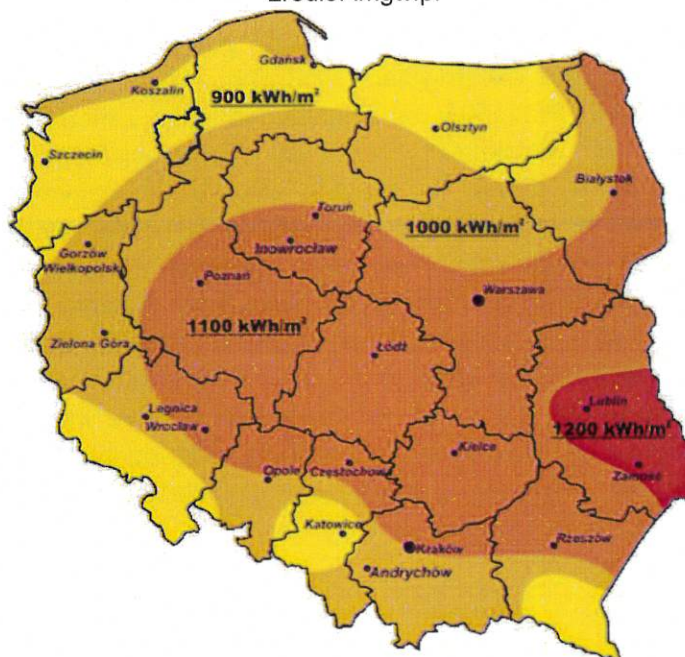 Gdańsk
Koszalin
900 kWh/m²
Olsztyn
Szczecin
Białystok
Toruń
1000 kWh/m²
Gorzów
Wielkopolski
Inowrocław
Poznań
Warszawa
1100 kWh/m²
Zielona Góra
Łódź
Lublin
Legnica
Wrocław
1200 kWh/m²
Kielce
Opole
Częstochowa
Zamość
Katowice
Kraków
Rzeszów
Andrychów